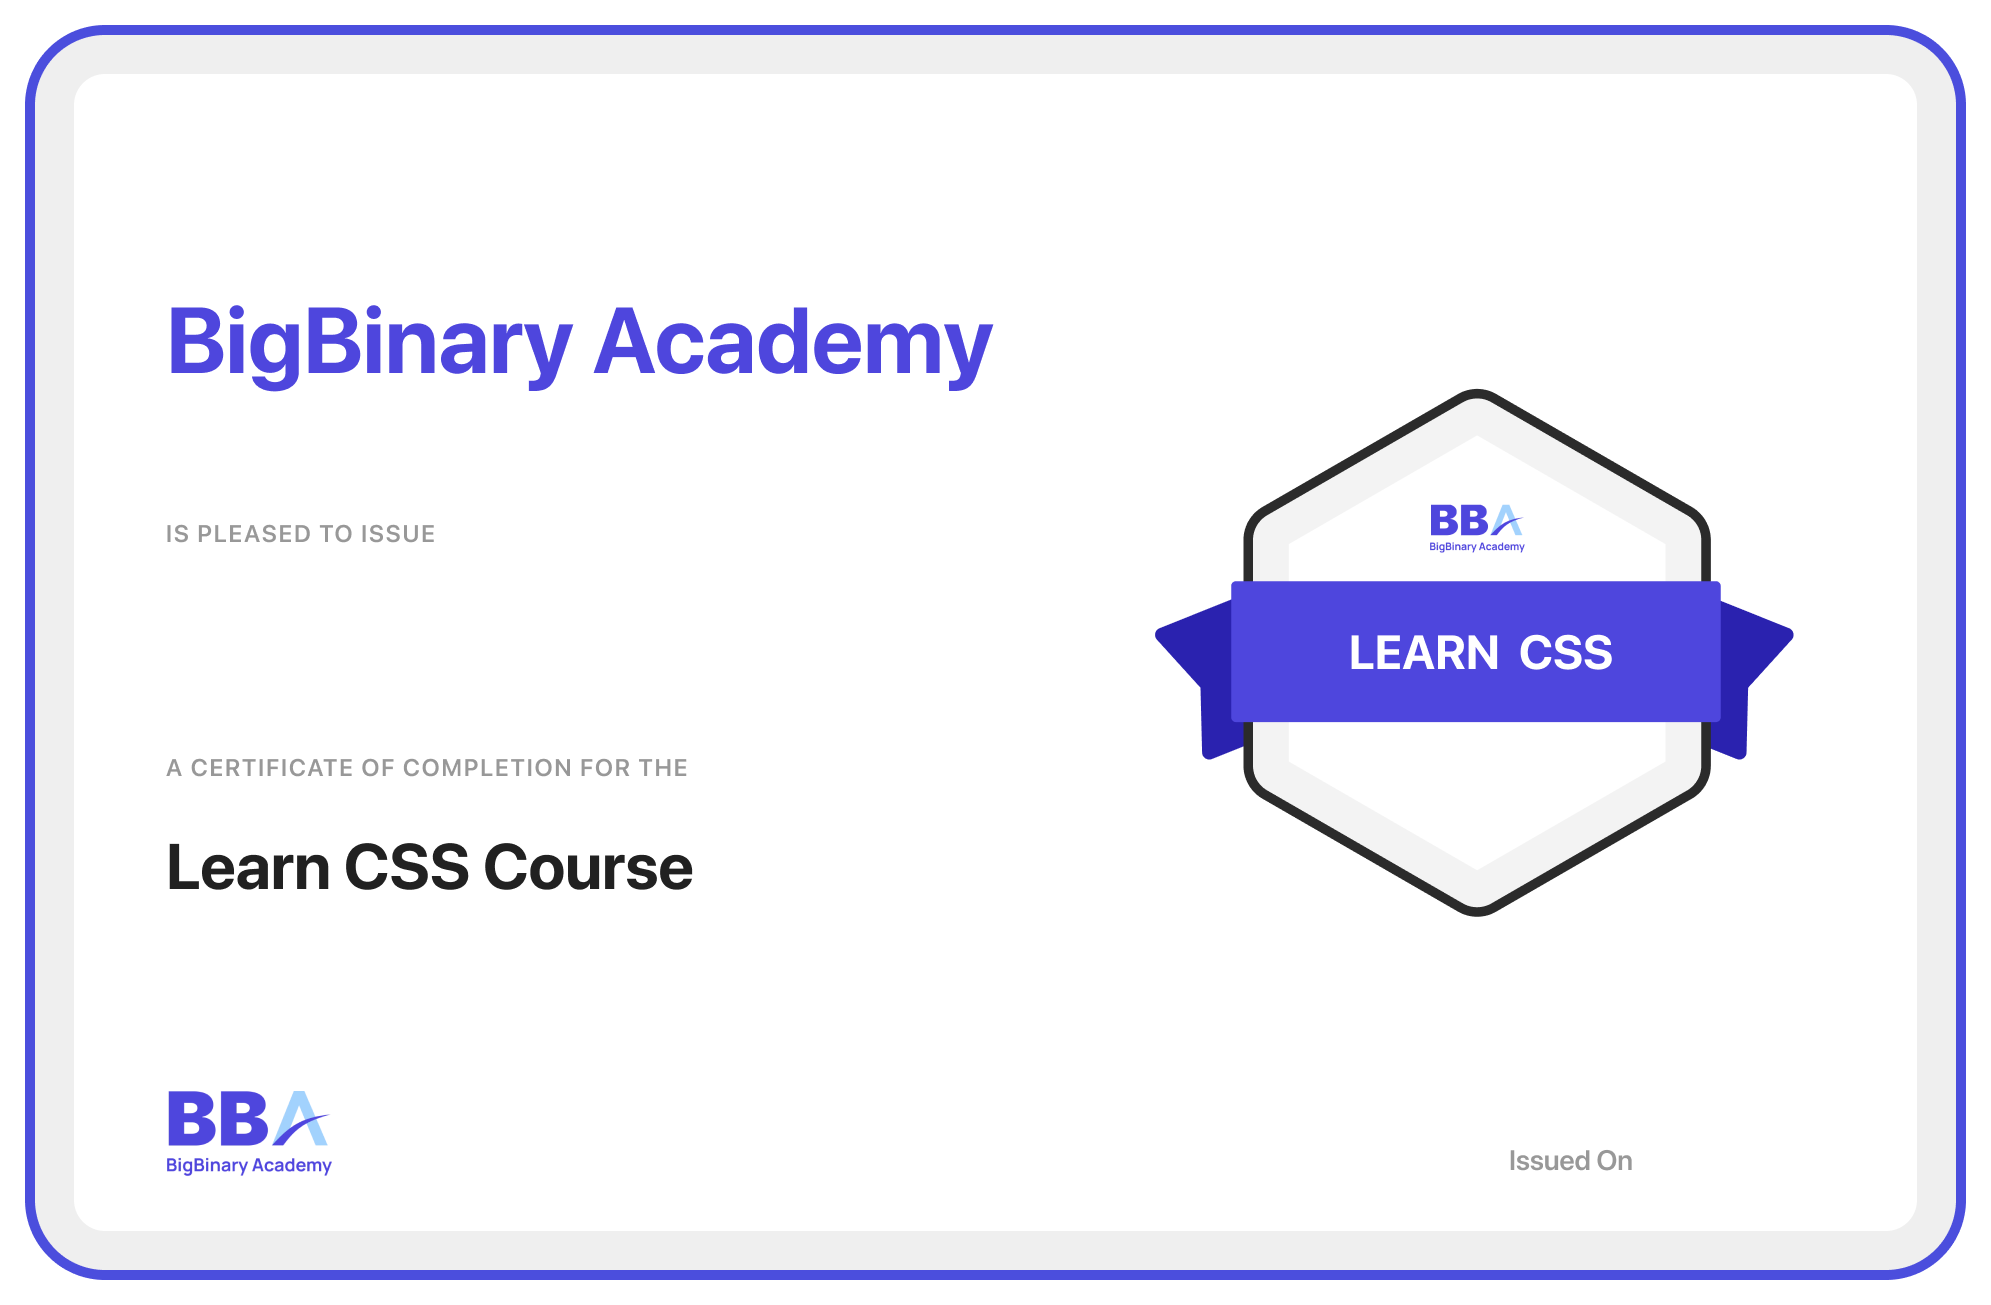 BigBinary Academy
IS PLEASED TO ISSUE
A CERTIFICATE OF COMPLETION FOR THE
Learn CSS Course
BBA
BigBinary Academy
LEARN CSS
BBA
BigBinary Academy
Issued On